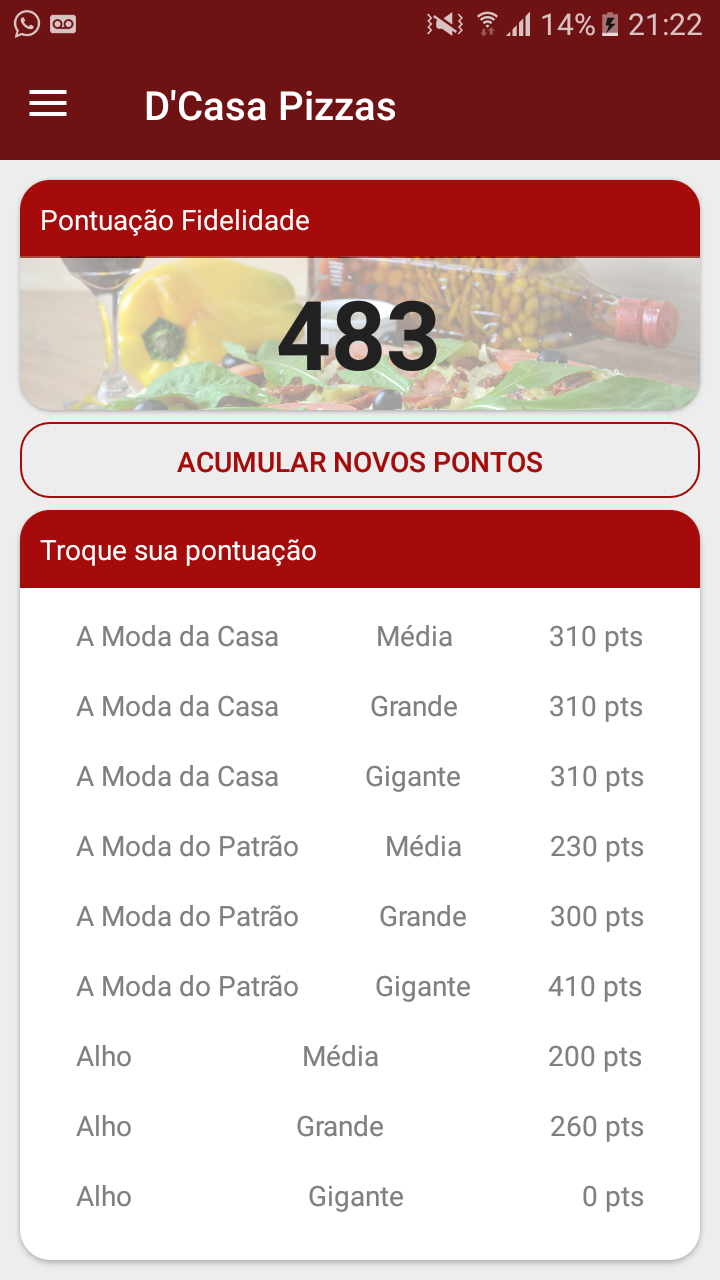 14% 21:22
D'Casa Pizzas
Pontuação Fidelidade
483
ACUMULAR NOVOS PONTOS
Troque sua pontuação
A Moda da Casa Média 310 pts
A Moda da Casa Grande 310 pts
A Moda da Casa Gigante 310 pts
A Moda do Patrão Média 230 pts
A Moda do Patrão Grande 300 pts
A Moda do Patrão Gigante 410 pts
Alho Média 200 pts
Alho Grande 260 pts
Alho Gigante 0 pts